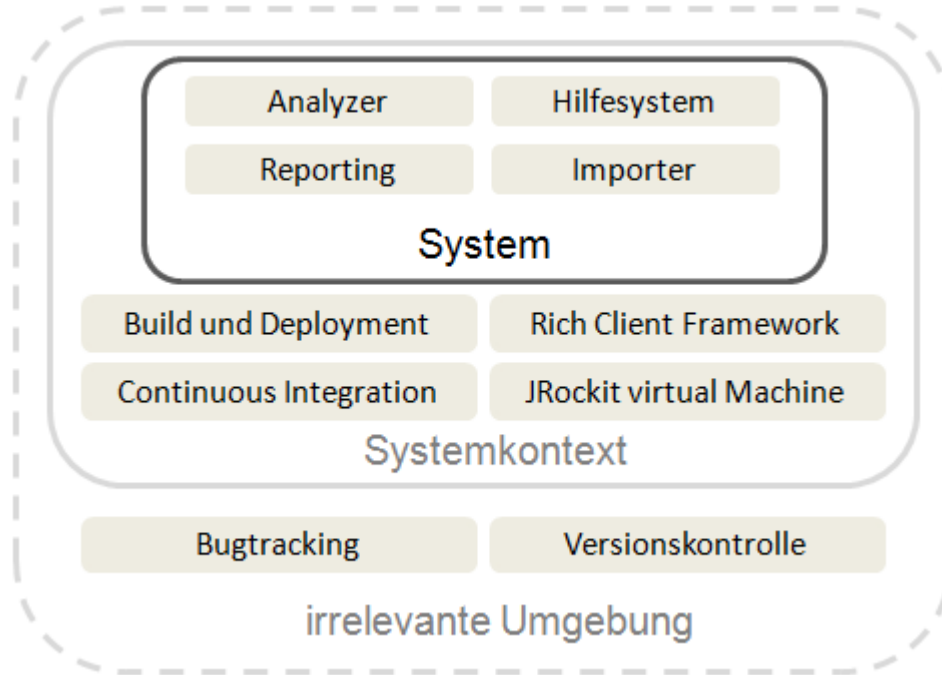 Analyzer
Hilfesystem
Reporting
Importer
System
Build und Deployment
Rich Client Framework
Continuous Integration
JRockit virtual Machine
Systemkontext
Bugtracking
Versionskontrolle
irrelevante Umgebung